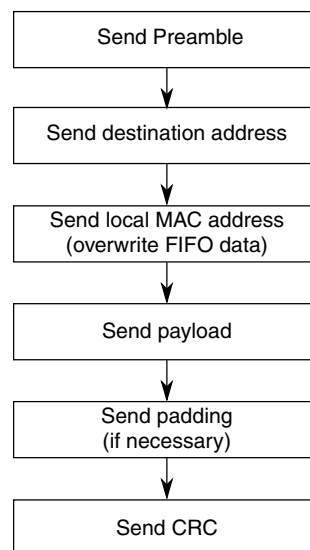 Send Preamble
Send destination address
Send local MAC address
(overwrite FIFO data)
Send payload
Send padding
(if necessary)
Send CRC